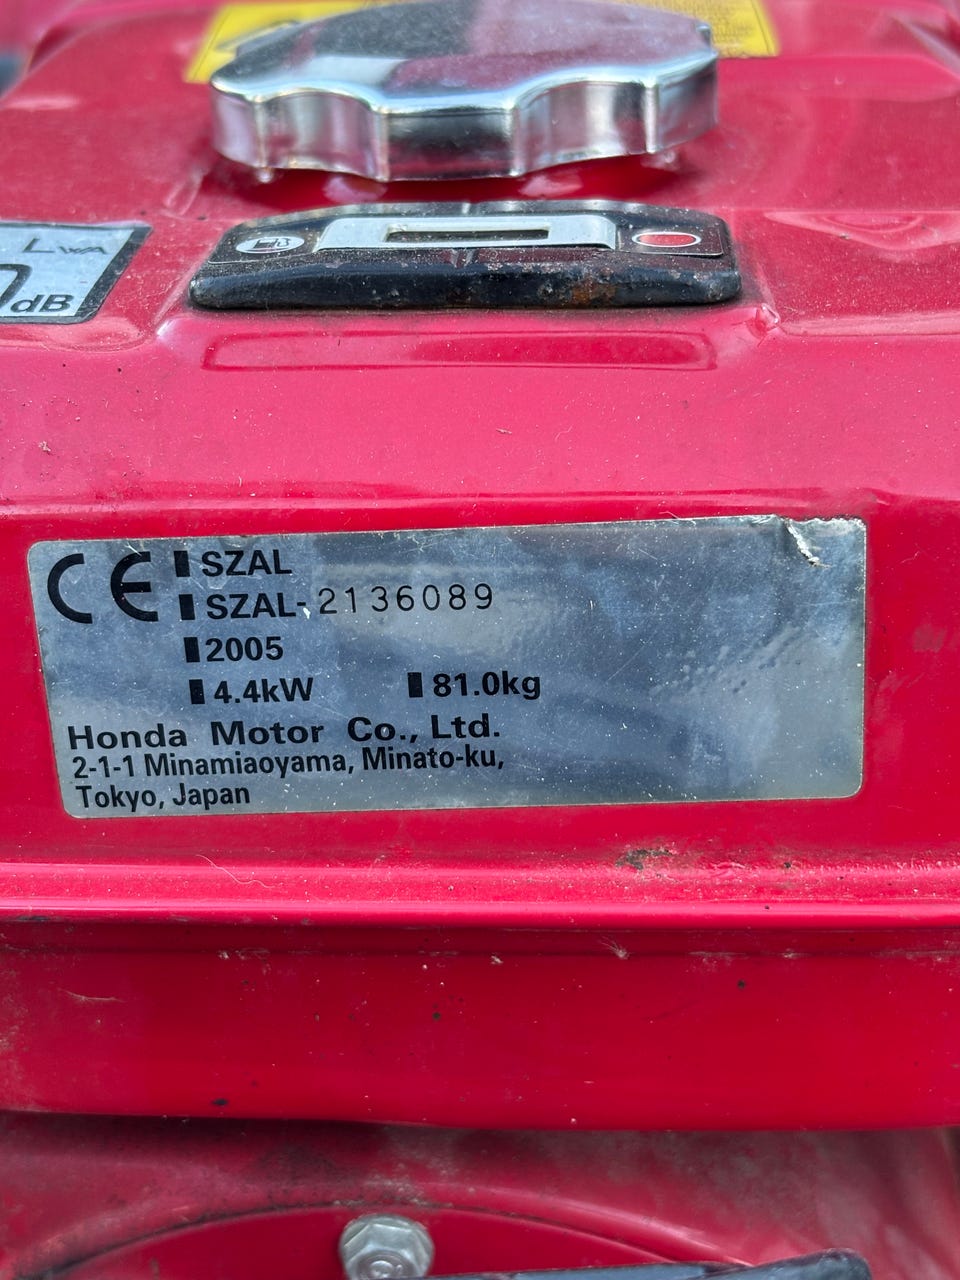 LWA
dB
CE SZAL
SZAL-2136089
2005
4.4kW 81.0kg
Honda Motor Co., Ltd.
2-1-1 Minamiaoyama, Minato-ku,
Tokyo, Japan